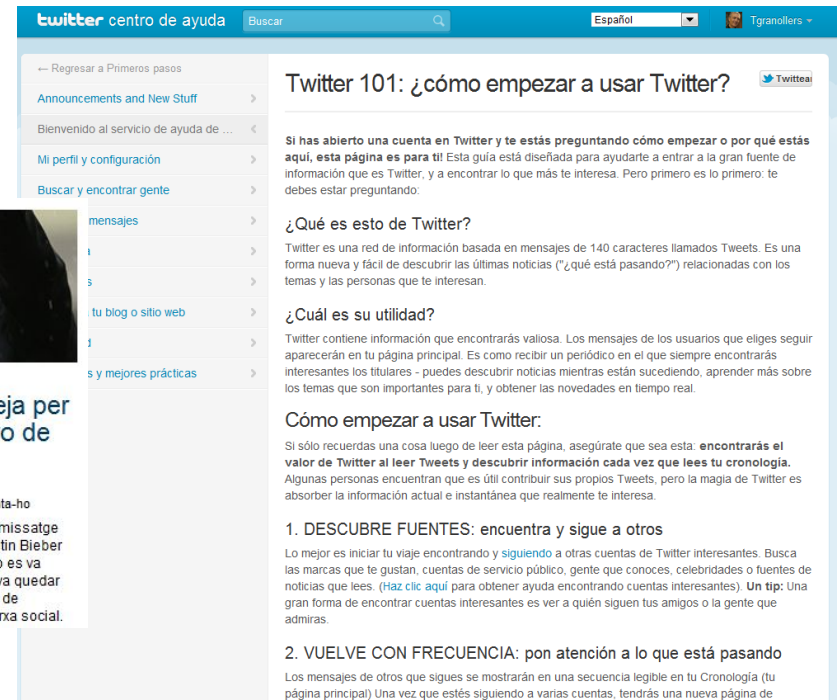 twitter centro de ayuda
Buscar
Español
Tgranollers
← Regresar a Primeros pasos
Announcements and New Stuff
Bienvenido al servicio de ayuda de ...
Mi perfil y configuración
Buscar y encontrar gente
mensajes
a
s
tu blog o sitio web
d
s y mejores prácticas
eja per
o de
ta-ho
missatge
tin Bieber
o es va
va quedar
de
rxa social.
Twitter 101: ¿cómo empezar a usar Twitter?
Twittear
Si has abierto una cuenta en Twitter y te estás preguntando cómo empezar o por qué estás
aquí, esta página es para ti! Esta guía está diseñada para ayudarte a entrar a la gran fuente de
información que es Twitter, y a encontrar lo que más te interesa. Pero primero es lo primero: te
debes estar preguntando:
¿Qué es esto de Twitter?
Twitter es una red de información basada en mensajes de 140 caracteres llamados Tweets. Es una
forma nueva y fácil de descubrir las últimas noticias ("¿qué está pasando?") relacionadas con los
temas y las personas que te interesan.
¿Cuál es su utilidad?
Twitter contiene información que encontrarás valiosa. Los mensajes de los usuarios que eliges seguir
aparecerán en tu página principal. Es como recibir un periódico en el que siempre encontrarás
interesantes los titulares - puedes descubrir noticias mientras están sucediendo, aprender más sobre
los temas que son importantes para ti, y obtener las novedades en tiempo real.
Cómo empezar a usar Twitter:
Si sólo recuerdas una cosa luego de leer esta página, asegúrate que sea esta: encontrarás el
valor de Twitter al leer Tweets y descubrir información cada vez que lees tu cronología.
Algunas personas encuentran que es útil contribuir sus propios Tweets, pero la magia de Twitter es
absorber la información actual e instantánea que realmente te interesa.
1. DESCUBRE FUENTES: encuentra y sigue a otros
Lo mejor es iniciar tu viaje encontrando y siguiendo a otras cuentas de Twitter interesantes. Busca
las marcas que te gustan, cuentas de servicio público, gente que conoces, celebridades o fuentes de
noticias que lees. (Haz clic aquí para obtener ayuda encontrando cuentas interesantes). Un tip: Una
gran forma de encontrar cuentas interesantes es ver a quién siguen tus amigos o la gente que
admiras.
2. VUELVE CON FRECUENCIA: pon atención a lo que está pasando
Los mensajes de otros que sigues se mostrarán en una secuencia legible en tu Cronología (tu
página principal) Una vez que estés siguiendo a varias cuentas, tendrás una nueva página de